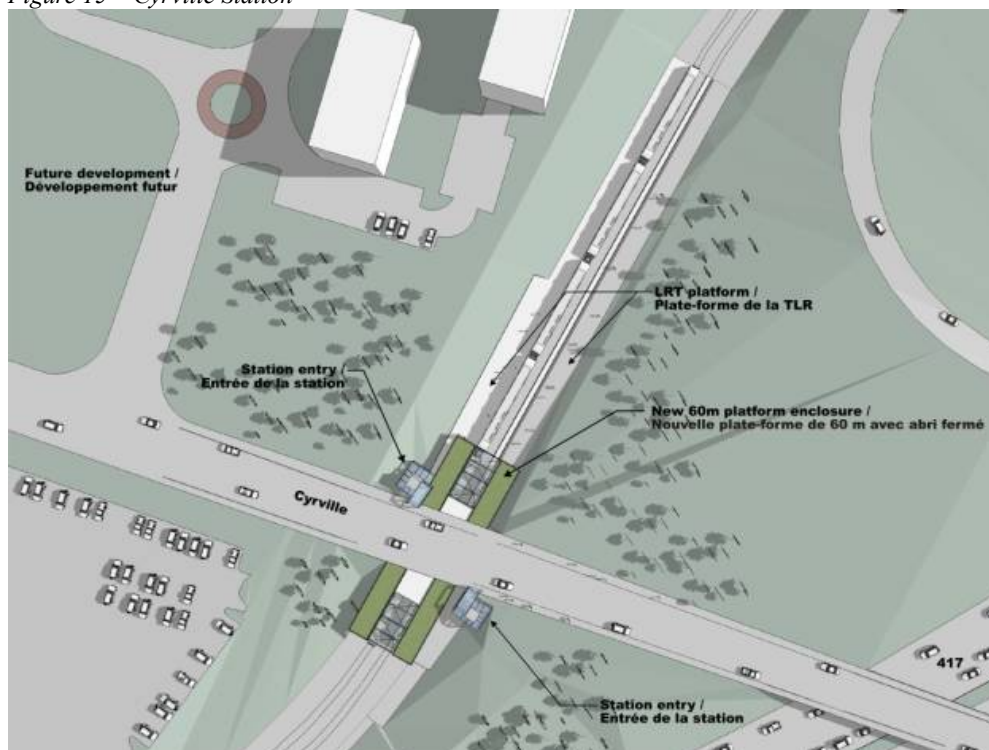 Figure 15 – Cyrville Station
Future development /
Développement futur
LRT platform /
Plate-forme de la TLR
Station entry /
Entrée de la station
New 60m platform enclosure /
Nouvelle plate-forme de 60 m avec abri fermé
Cyrville
417
Station entry /
Entrée de la station